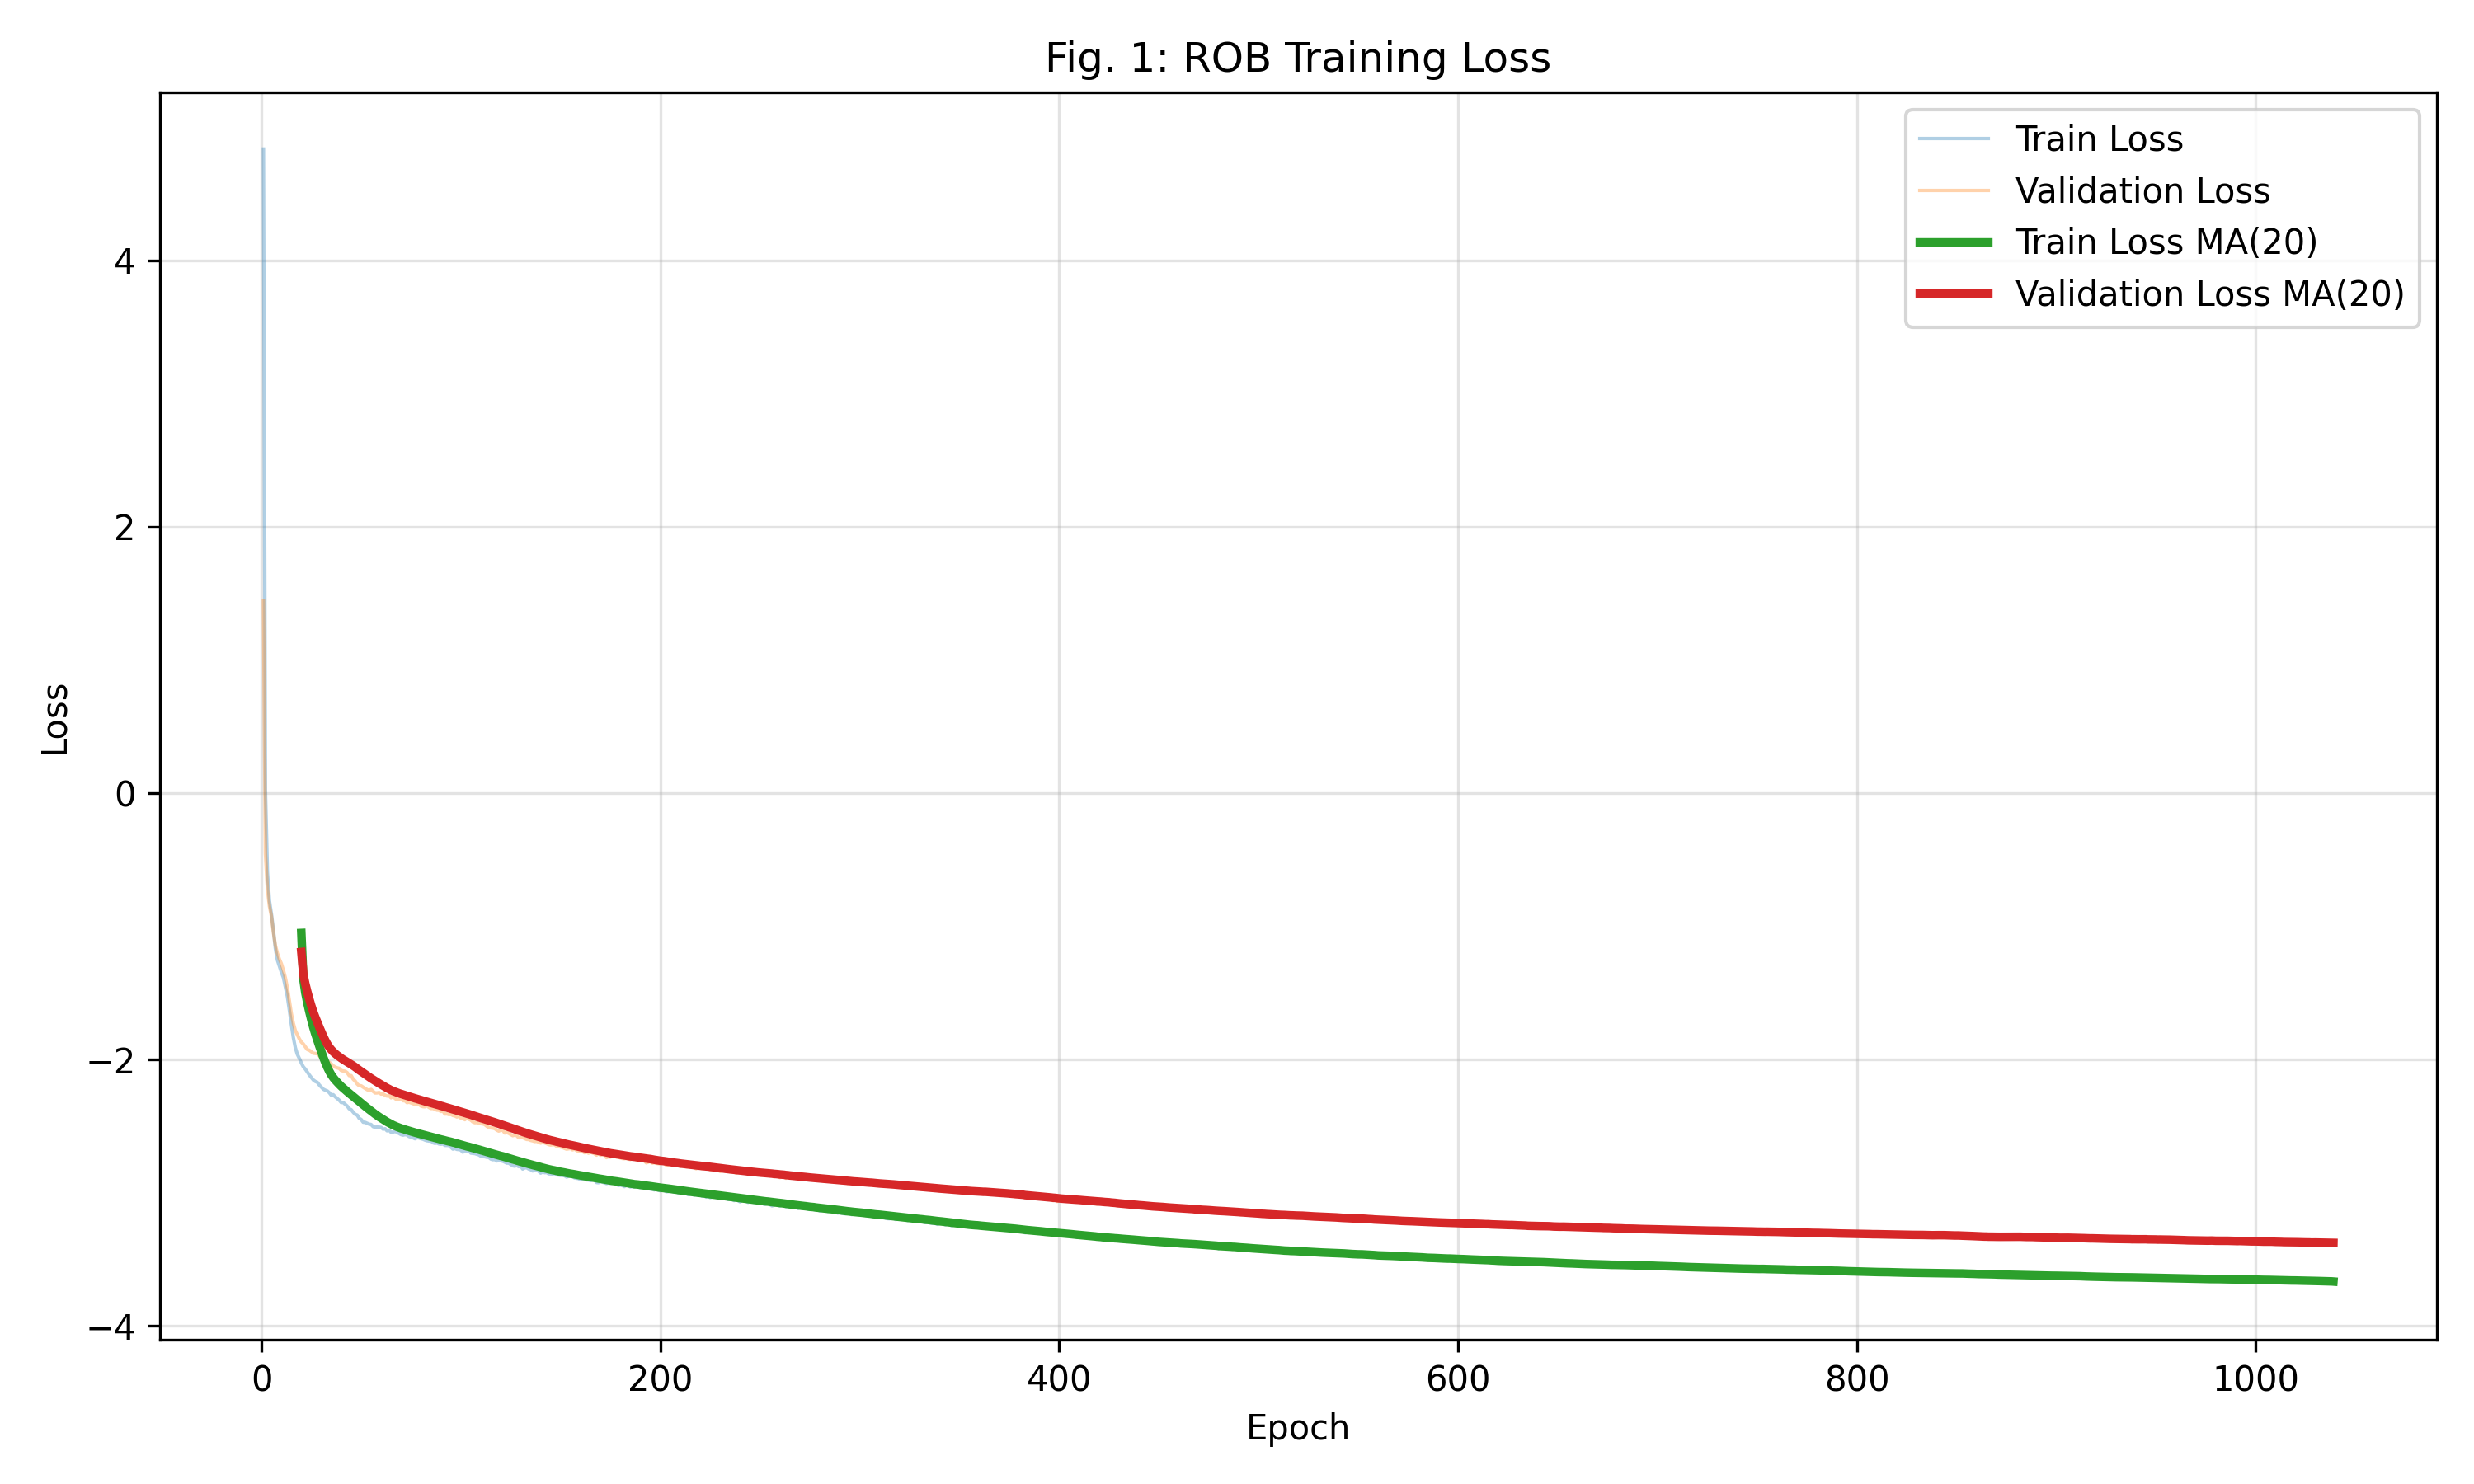 Fig. 1: ROB Training Loss
Train Loss
Validation Loss
Train Loss MA(20)
Validation Loss MA(20)
4
2
0
−2
−4
Loss
0
200
400
600
800
1000
Epoch